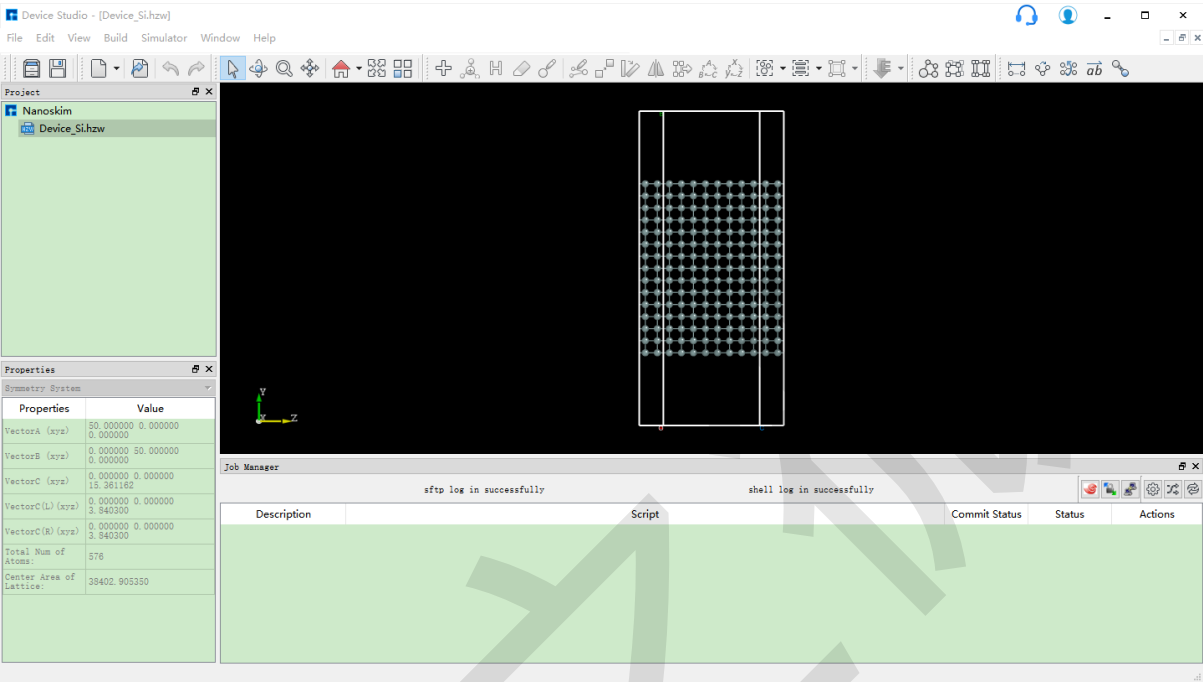 Device Studio - [Device_Si.hzw]
File Edit View Build Simulator Window Help
Project
Nanoskim
Device_Si.hzw
Properties
Symmetry System
Properties Value
VectorA (xyz) 50.000000 0.000000
0.000000
VectorB (xyz) 0.000000 50.000000
0.000000
VectorC (xyz) 0.000000 0.000000
15.361162
VectorC(L)(xyz) 0.000000 0.000000
3.840300
VectorC(R)(xyz) 0.000000 0.000000
3.840300
Total Num of
Atoms: 576
Center Area of
Lattice: 38402.905350
Y
Z
Job Manager
sftp log in successfully shell log in successfully
Description Script Commit Status Status Actions